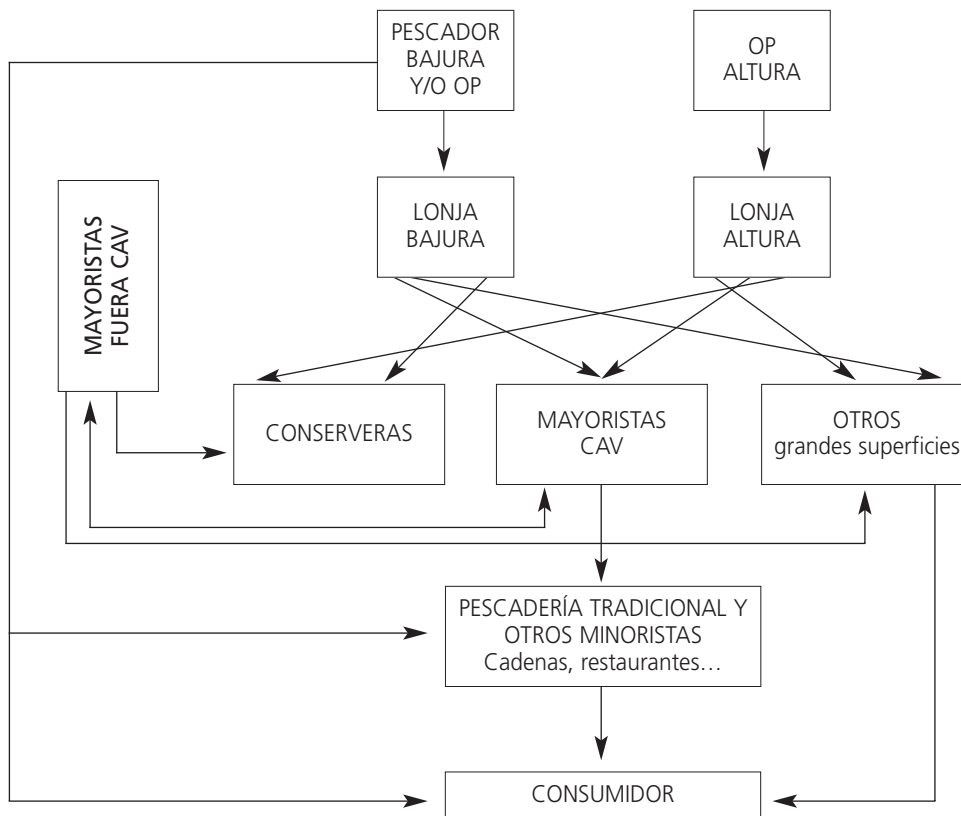 PESCADOR
BAJURA
Y/O OP
OP
ALTURA
MAYORISTAS
FUERA CAV
LONJA
BAJURA
LONJA
ALTURA
CONSERVERAS
MAYORISTAS
CAV
OTROS
grandes superficies
PESCADERÍA TRADICIONAL Y
OTROS MINORISTAS
Cadenas, restaurantes…
CONSUMIDOR